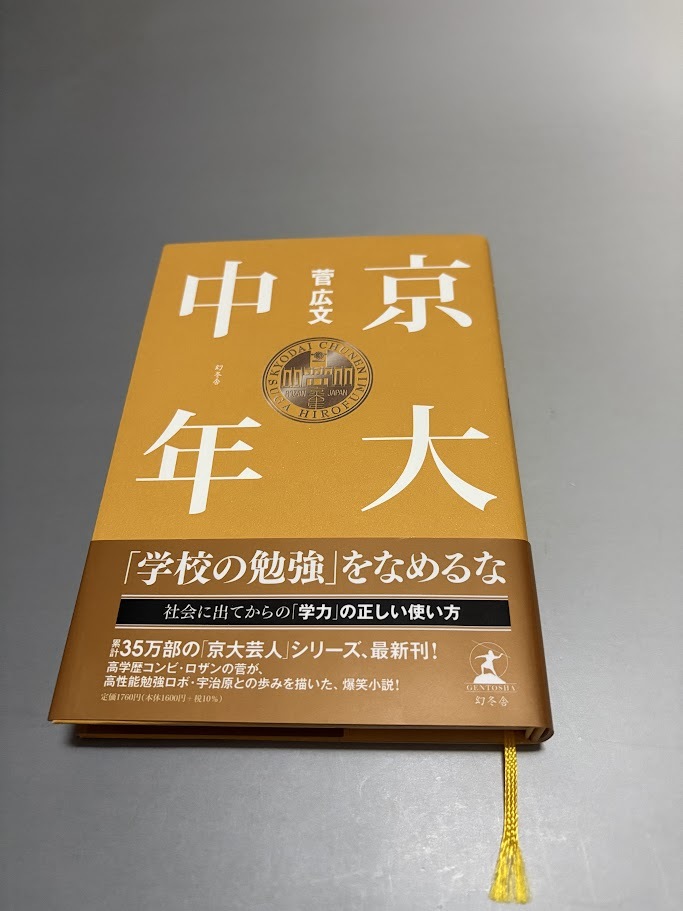 京大
中年
菅広文
KYODAI CHUNEN
SUGA HIROFUMI
JAPAN
幻冬舎
「学校の勉強」をなめるな
社会に出てからの「学力」の正しい使い方
累計35万部の「京大芸人」シリーズ、最新刊!
高学歴コンビ・ロザンの菅が、
高性能勉強ロボ・宇治原との歩みを描いた、爆笑小説!
定価1760円(本体1600円+税10%)
GENTOSHA
幻冬舎